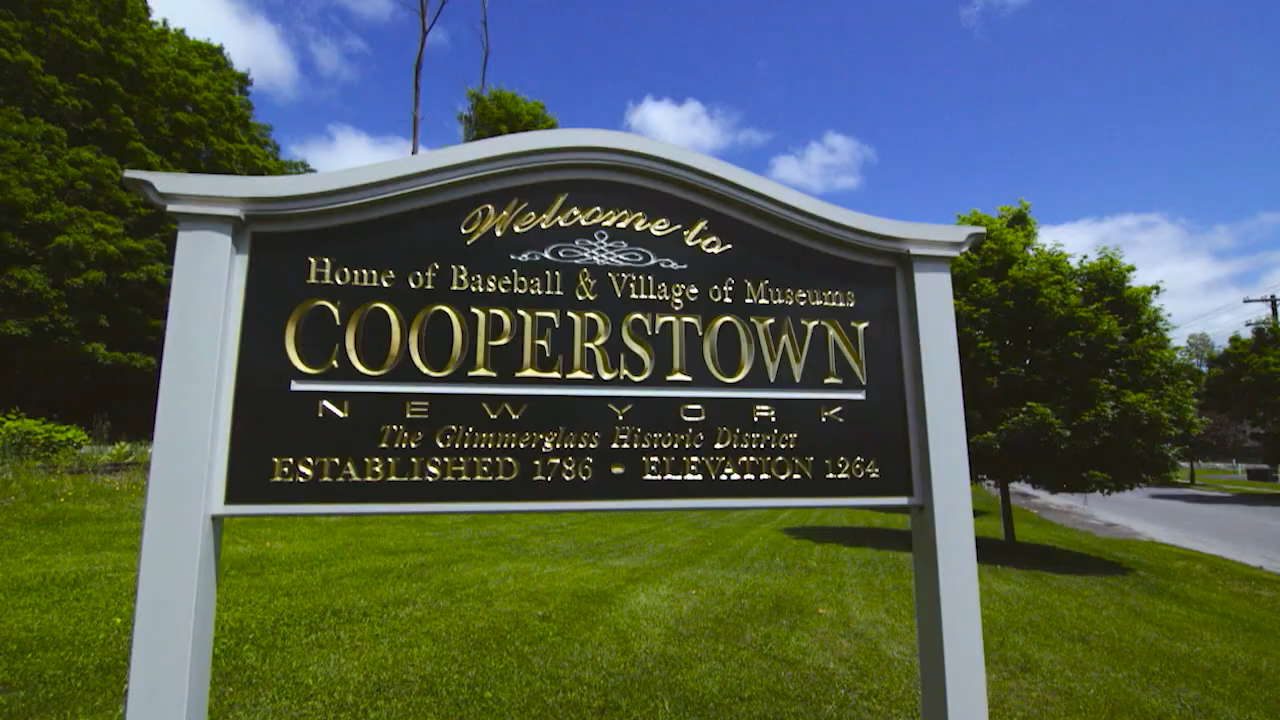 Welcome to
Home of Baseball & Village of Museums
COOPERSTOWN
NEW YORK
The Glimmerglass Historic District
ESTABLISHED 1786 • ELEVATION 1264